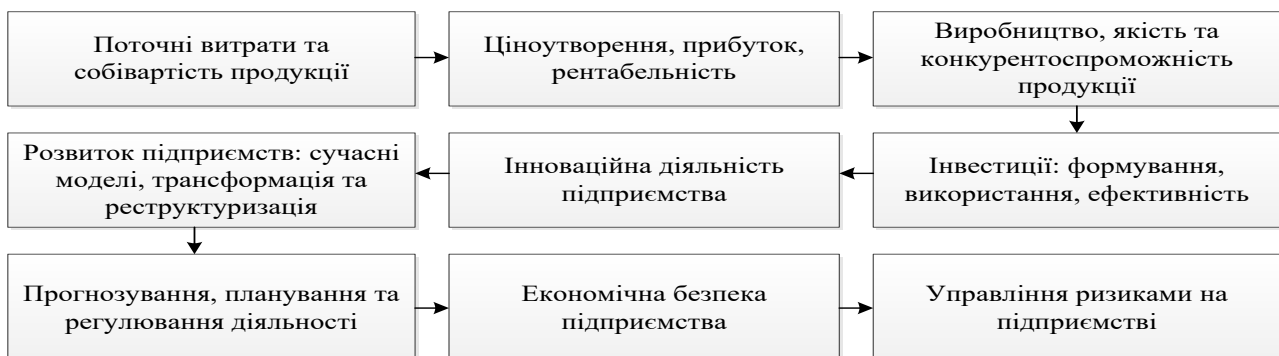 Поточні витрати та
собівартість продукції
Ціноутворення, прибуток,
рентабельність
Виробництво, якість та
конкурентоспроможність
продукції
Інвестиції: формування,
використання, ефективність
Інноваційна діяльність
підприємства
Розвиток підприємств: сучасні
моделі, трансформація та
реструктуризація
Прогнозування, планування та
регулювання діяльності
Економічна безпека
підприємства
Управління ризиками на
підприємстві